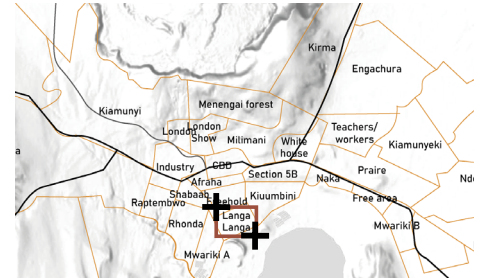 Kirma
Engachura
Menengai forest
Kiamunyi
London
London
Show
Milimani
White
house
Teachers/
workers
Kiamunyeki
a
Industry
CBD
Section 5B
Naka
Praire
Afraha
Shabaab
Freehold
Kiuumbini
Free area
Raptembwo
Langa
Langa
Rhonda
Mwariki B
Mwariki A